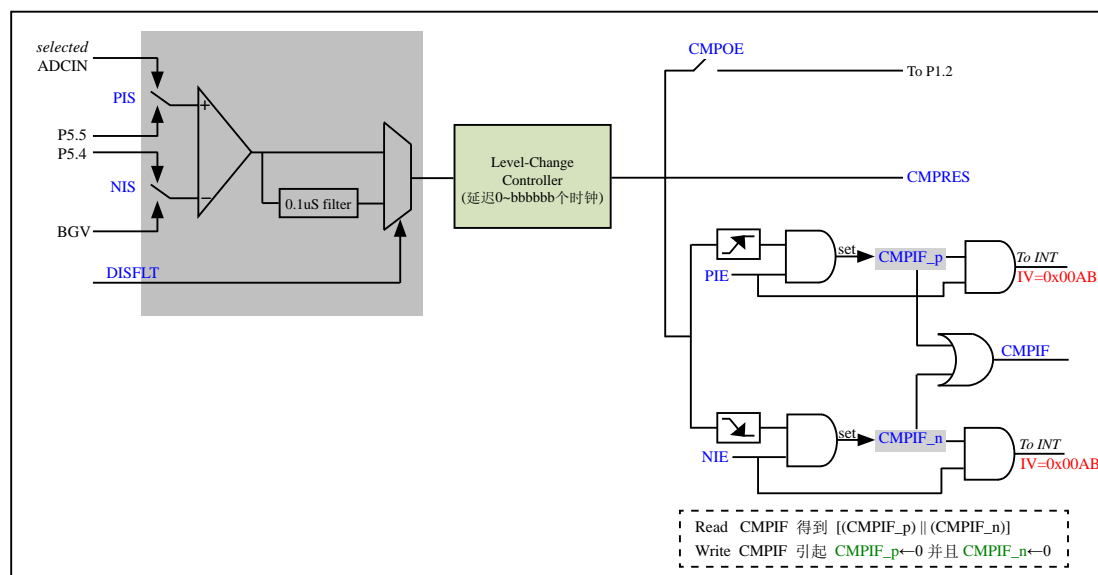 selected
ADCIN
PIS
P5.5
P5.4
NIS
BGV
DISFLT
+
−
0.1uS filter
Level-Change
Controller
(延迟0~bbbbbb个时钟)
CMPOE
To P1.2
CMPRES
PIE
set
CMPIF_p
To INT
IV=0x00AB
CMPIF
NIE
set
CMPIF_n
To INT
IV=0x00AB
Read CMPIF 得到 [(CMPIF_p) || (CMPIF_n)]
Write CMPIF 引起 CMPIF_p←0 并且 CMPIF_n←0